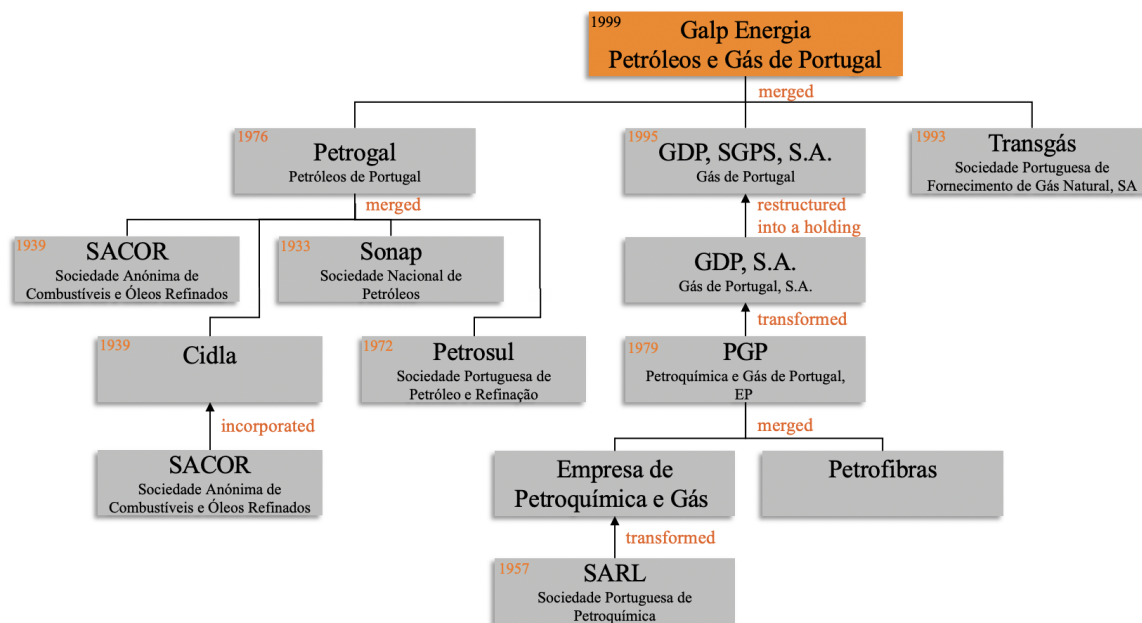 1999
Galp Energia
Petróleos e Gás de Portugal
merged
1976
Petrogal
Petróleos de Portugal
1995
GDP, SGPS, S.A.
Gás de Portugal
1993
Transgás
Sociedade Portuguesa de
Fornecimento de Gás Natural, SA
merged
restructured
into a holding
1939
SACOR
Sociedade Anónima de
Combustíveis e Óleos Refinados
1933
Sonap
Sociedade Nacional de
Petróleos
GDP, S.A.
Gás de Portugal, S.A.
transformed
1939
Cidla
1972
Petrosul
Sociedade Portuguesa de
Petróleo e Refinação
1979
PGP
Petroquímica e Gás de Portugal,
EP
incorporated
merged
SACOR
Sociedade Anónima de
Combustíveis e Óleos Refinados
Empresa de
Petroquímica e Gás
Petrofibras
transformed
1957
SARL
Sociedade Portuguesa de
Petroquímica